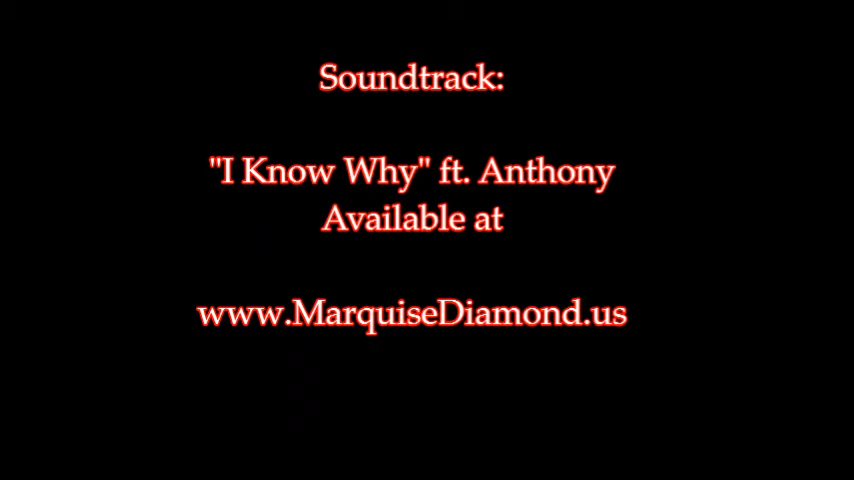 Soundtrack:
"I Know Why" ft. Anthony
Available at
www.MarquiseDiamond.us